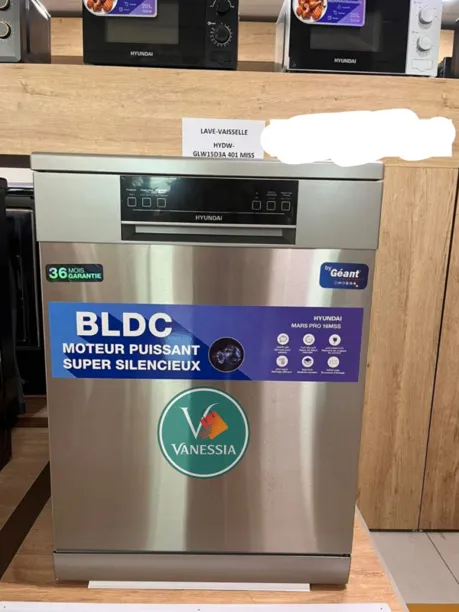 20L
HYUNDAI
HYUNDAI
LAVE-VAISSELLE
HYDW-
GLW15D3A 401 MISS
HYUNDAI
36 MOIS
GARANTIE
by Géant
BLDC
MOTEUR PUISSANT
SUPER SILENCIEUX
HYUNDAI
MARS PRO 16MSS
VANESSIA